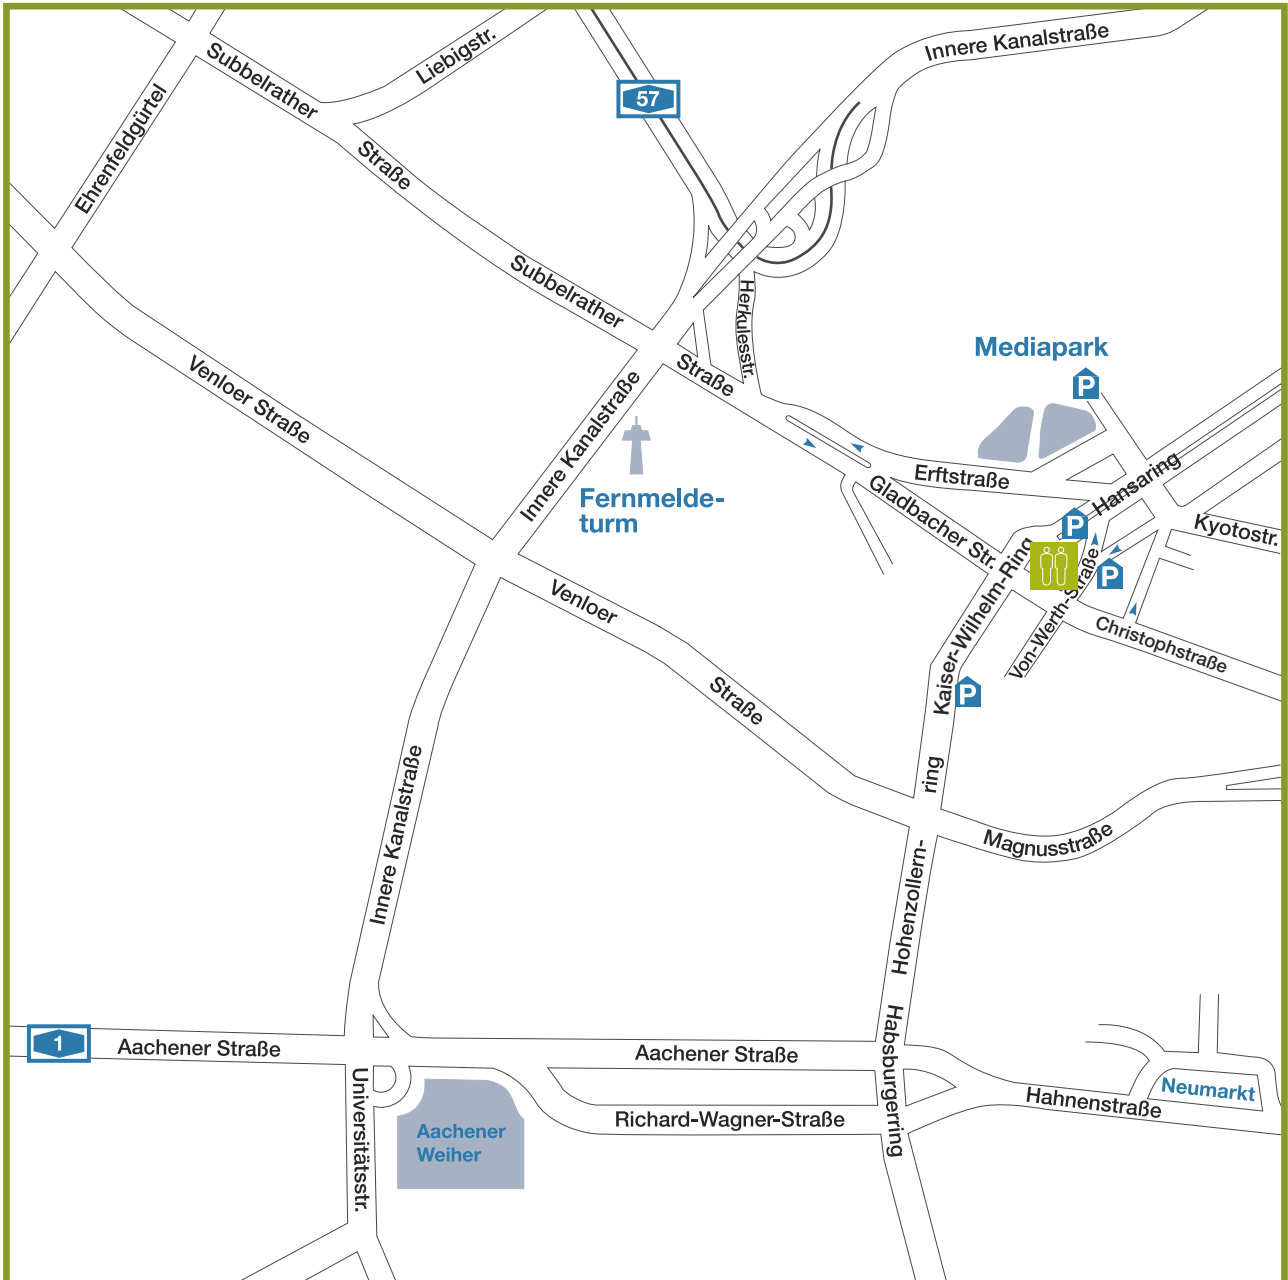 Innere Kanalstraße
Subbelrather
Liebigstr.
57
Ehrenfeldgürtel
Straße
Subbelrather
Herkulesstr.
Mediapark
P
Straße
Venloer Straße
Innere Kanalstraße
Erftstraße
Hansaring
Gladbacher Str.
Fernmelde-
turm
P
Kyotostr.
P
Kaiser-Wilhelm-Ring
Von-Werth-Straße
Christophstraße
Venloer
Straße
P
Innere Kanalstraße
ring
Hohenzollern-
Magnusstraße
1
Aachener Straße
Aachener Straße
Habsburgerring
Universitätsstr.
Neumarkt
Hahnenstraße
Richard-Wagner-Straße
Aachener
Weiher